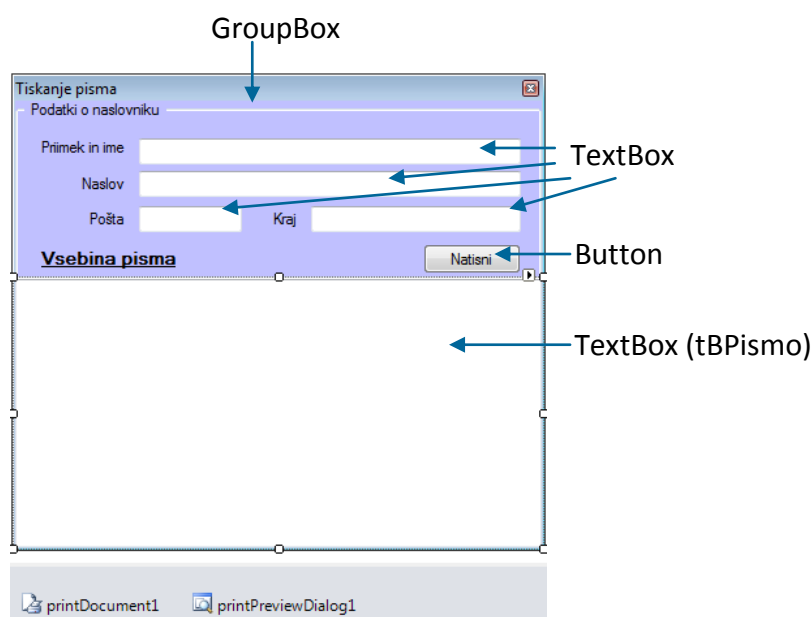 GroupBox
Tiskanje pisma
Podatki o naslovniku
Priimek in ime
TextBox
Naslov
Pošta Kraj
Vsebina pisma Natisni Button
TextBox (tBPismo)
printDocument1 printPreviewDialog1